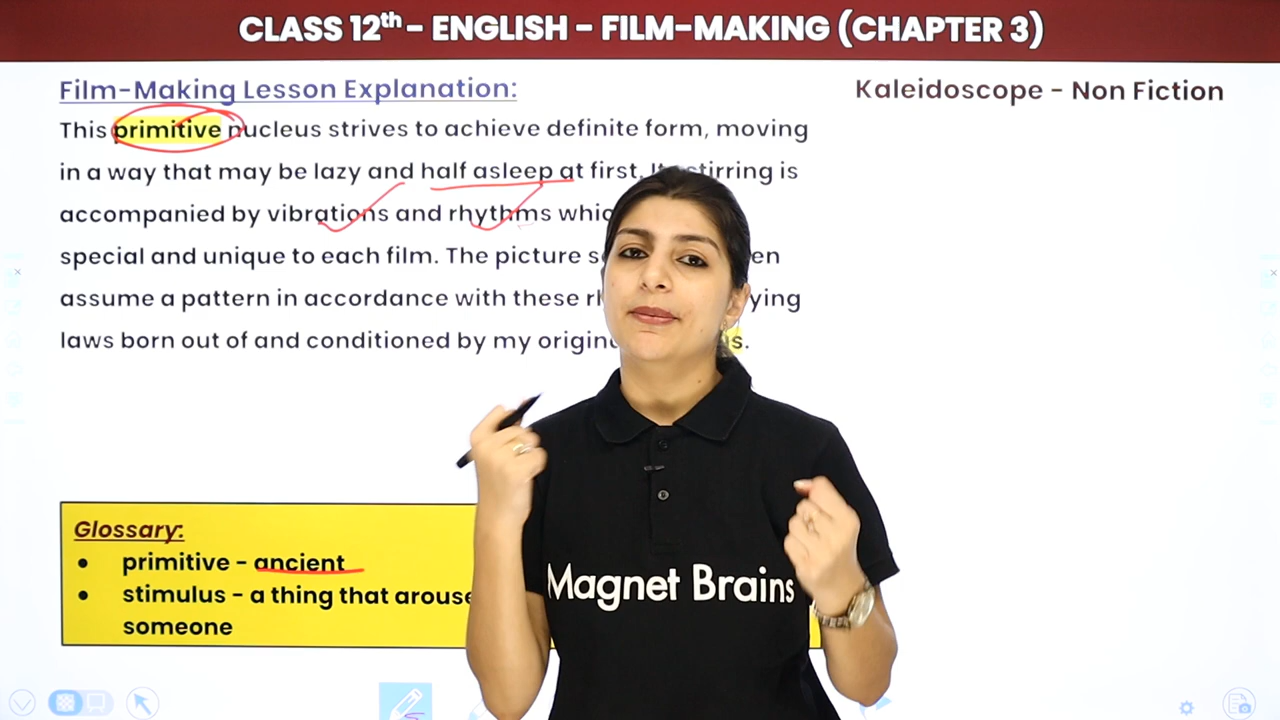 CLASS 12th - ENGLISH - FILM-MAKING (CHAPTER 3)
Film-Making Lesson Explanation:
Kaleidoscope - Non Fiction
This primitive nucleus strives to achieve definite form, moving
in a way that may be lazy and half asleep at first. stirring is
accompanied by vibrations and rhythms
special and unique to each film. The picture
assume a pattern in accordance with these
laws born out of and conditioned by my
Glossary:
• primitive - ancient
• stimulus - a thing that
someone
Magnet Brains